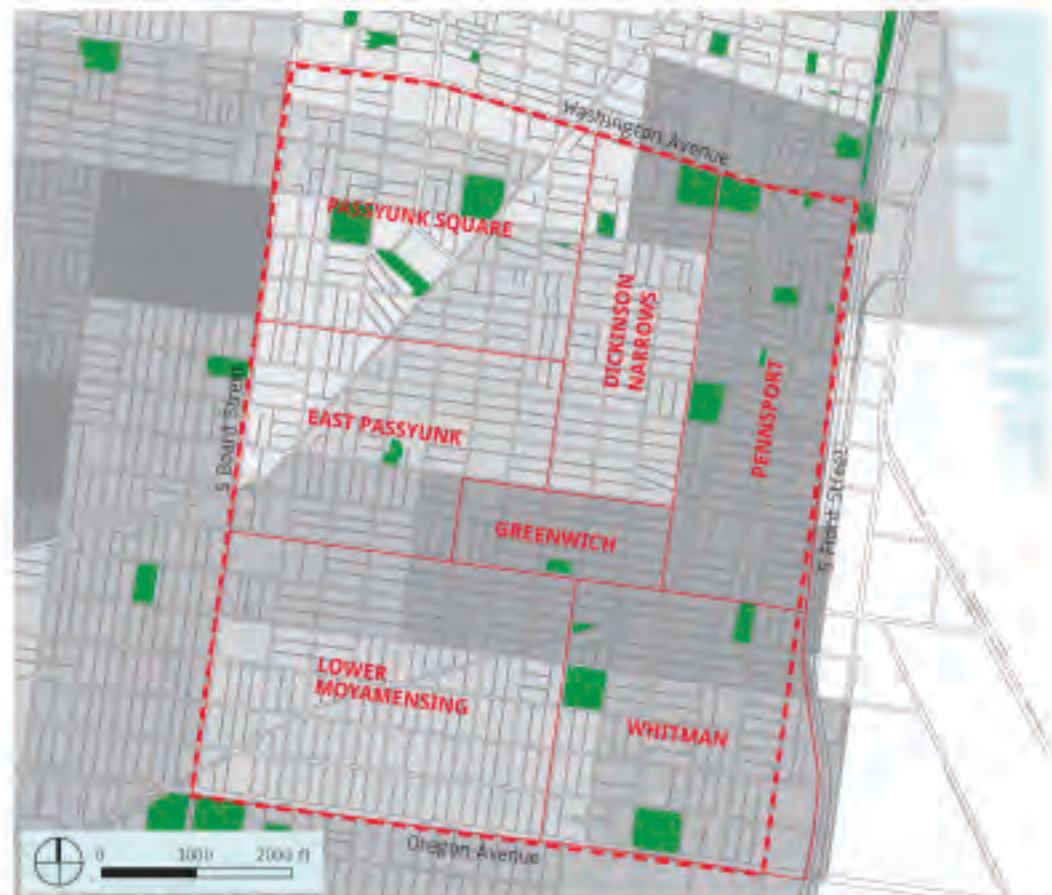 Washington Avenue
PASSYUNK SQUARE
DICKINSON
NARROWS
PENNSPORT
S Board Street
EAST PASSYUNK
S Front Street
GREENWICH
LOWER
MOYAMENSING
WHITMAN
Oregon Avenue
0 1000 2000 ft